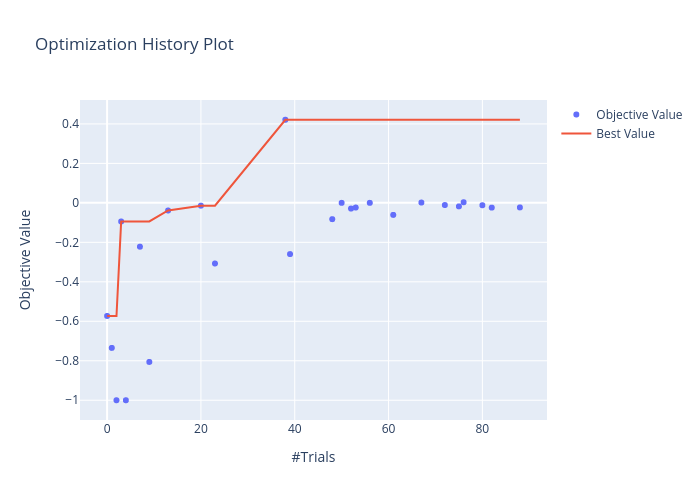 Optimization History Plot
Objective Value
Best Value
0.4
0.2
0
−0.2
−0.4
−0.6
−0.8
−1
Objective Value
0 20 40 60 80
#Trials